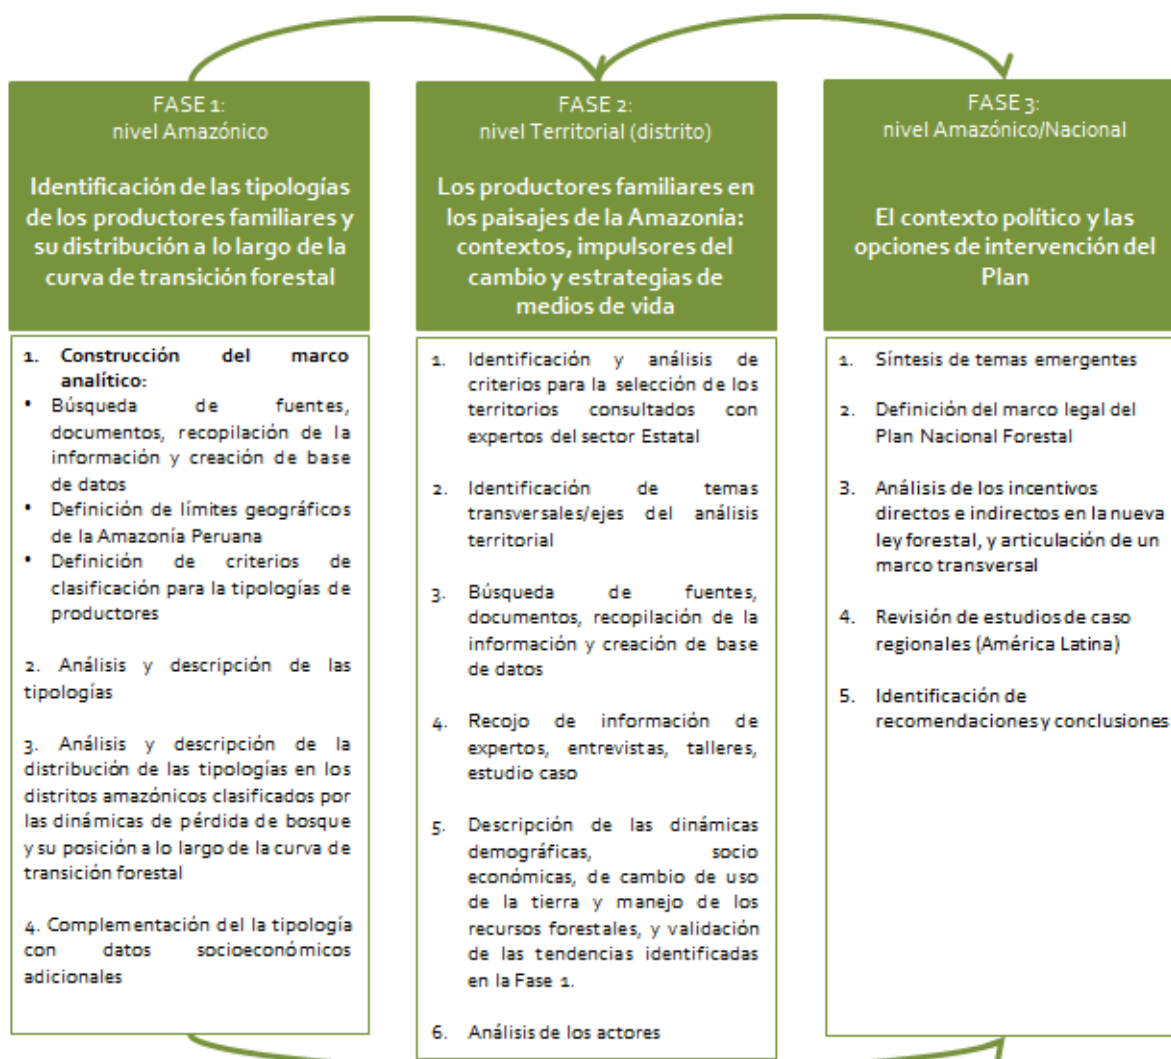 FASE 1:
nivel Amazónico
Identificación de las tipologías
de los productores familiares y
su distribución a lo largo de la
curva de transición forestal
1. Construcción del marco
analítico:
• Búsqueda de fuentes,
documentos, recopilación de la
información y creación de base
de datos
• Definición de límites geográficos
de la Amazonía Peruana
• Definición de criterios de
clasificación para la tipologías de
productores
2. Análisis y descripción de las
tipologías
3. Análisis y descripción de la
distribución de las tipologías en los
distritos amazónicos clasificados por
las dinámicas de pérdida de bosque
y su posición a lo largo de la curva de
transición forestal
4. Complementación del la tipología
con datos socioeconómicos
adicionales
FASE 2:
nivel Territorial (distrito)
Los productores familiares en
los paisajes de la Amazonía:
contextos, impulsores del
cambio y estrategias de
medios de vida
1. Identificación y análisis de
criterios para la selección de los
territorios consultados con
expertos del sector Estatal
2. Identificación de temas
transversales/ejes del análisis
territorial
3. Búsqueda de fuentes,
documentos, recopilación de la
información y creación de base
de datos
4. Recojo de información de
expertos, entrevistas, talleres,
estudio caso
5. Descripción de las dinámicas
demográficas, socio
económicas, de cambio de uso
de la tierra y manejo de los
recursos forestales, y validación
de las tendencias identificadas
en la Fase 1.
6. Análisis de los actores
FASE 3:
nivel Amazónico/Nacional
El contexto político y las
opciones de intervención del
Plan
1. Síntesis de temas emergentes
2. Definición del marco legal del
Plan Nacional Forestal
3. Análisis de los incentivos
directos e indirectos en la nueva
ley forestal, y articulación de un
marco transversal
4. Revisión de estudios de caso
regionales (América Latina)
5. Identificación de
recomendaciones y conclusiones